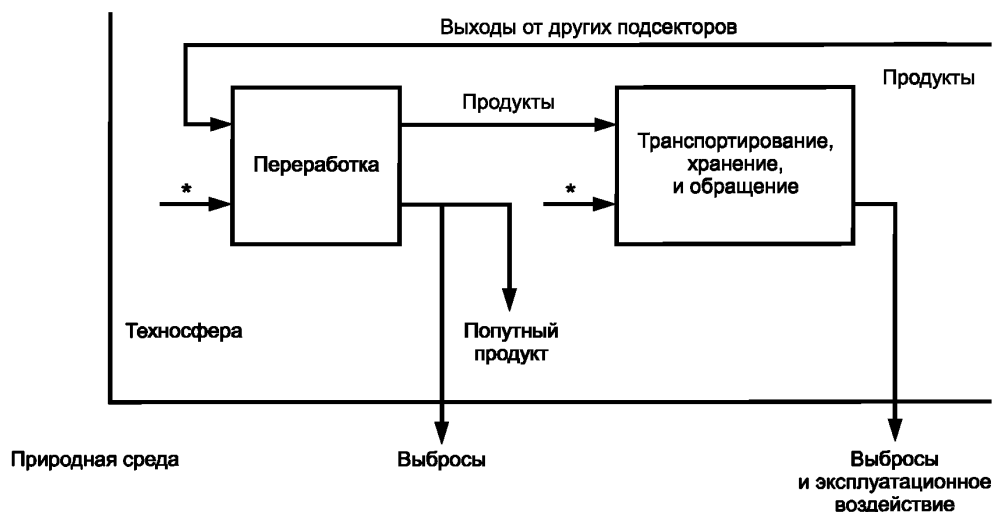 Выходы от других подсекторов
Продукты
Продукты
Переработка
Транспортирование,
хранение,
и обращение
*
*
Техносфера
Попутный
продукт
Природная среда
Выбросы
Выбросы
и эксплуатационное
воздействие